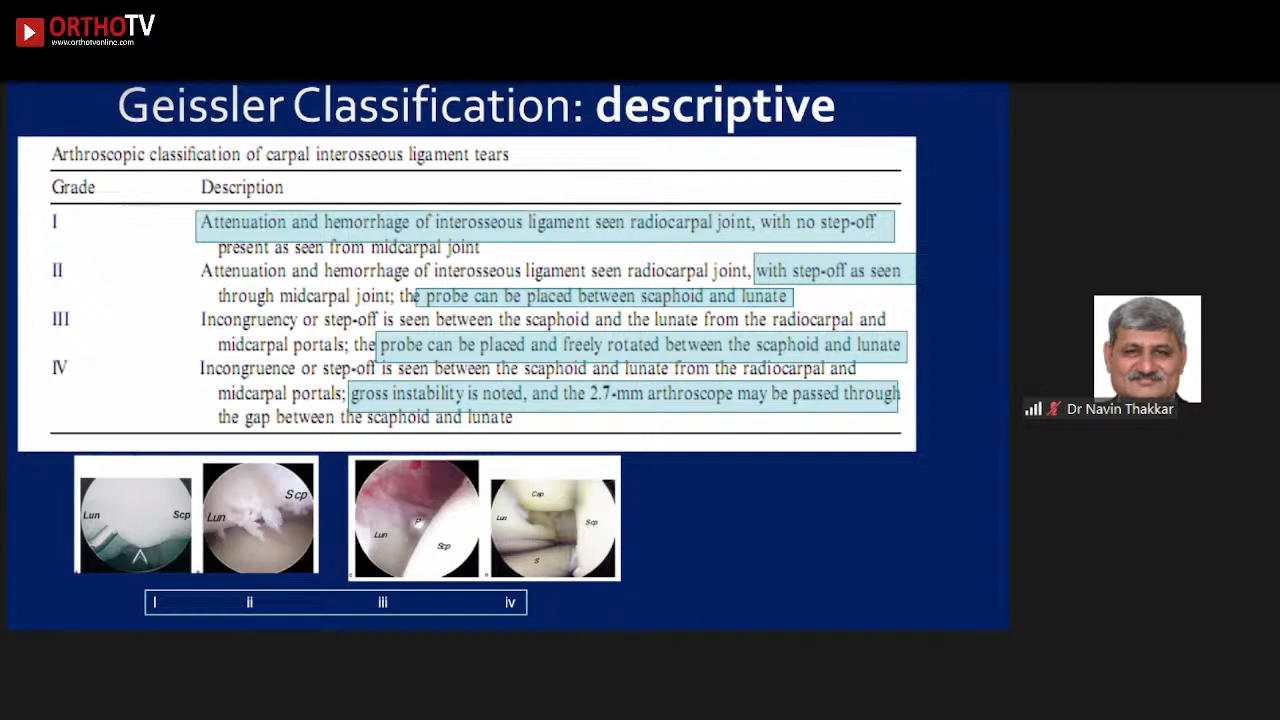 ORTHOTV
www.orthotvonline.com
Geissler Classification: descriptive
Arthroscopic classification of carpal interosseous ligament tears
Grade Description
I Attenuation and hemorrhage of interosseous ligament seen radiocarpal joint, with no step-off
present as seen from midcarpal joint
II Attenuation and hemorrhage of interosseous ligament seen radiocarpal joint, with step-off as seen
through midcarpal joint; the probe can be placed between scaphoid and lunate
III Incongruency or step-off is seen between the scaphoid and the lunate from the radiocarpal and
midcarpal portals; the probe can be placed and freely rotated between the scaphoid and lunate
IV Incongruence or step-off is seen between the scaphoid and lunate from the radiocarpal and
midcarpal portals; gross instability is noted, and the 2.7-mm arthroscope may be passed through
the gap between the scaphoid and lunate
Lun Scp
Lun Scp
Lun P Scp
Cap
Lun Scp
S
I ii iii iv
Dr Navin Thakkar